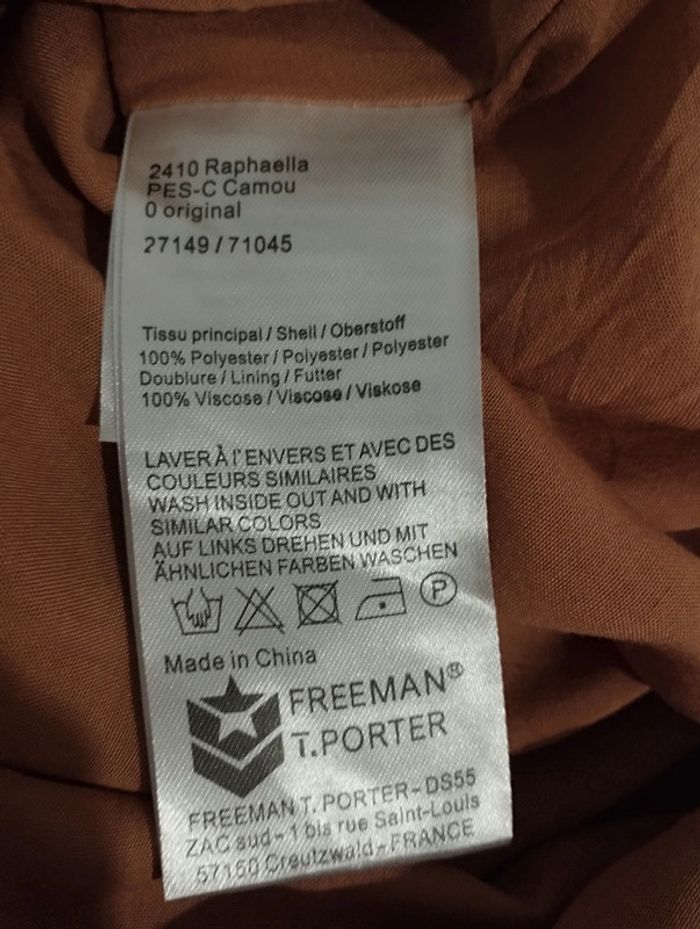 2410 Raphaella
PES-C Camou
0 original
27149 / 71045
Tissu principal / Shell / Oberstoff
100% Polyester / Polyester / Polyester
Doublure / Lining / Futter
100% Viscose / Viscose / Viskose
LAVER À l'ENVERS ET AVEC DES
COULEURS SIMILAIRES
WASH INSIDE OUT AND WITH
SIMILAR COLORS
AUF LINKS DREHEN UND MIT
ÄHNLICHEN FARBEN WASCHEN
P
Made in China
FREEMAN®
T.PORTER
FREEMAN T. PORTER - DS55
ZAC sud - 1 bis rue Saint-Louis
57150 Creutzwald - FRANCE